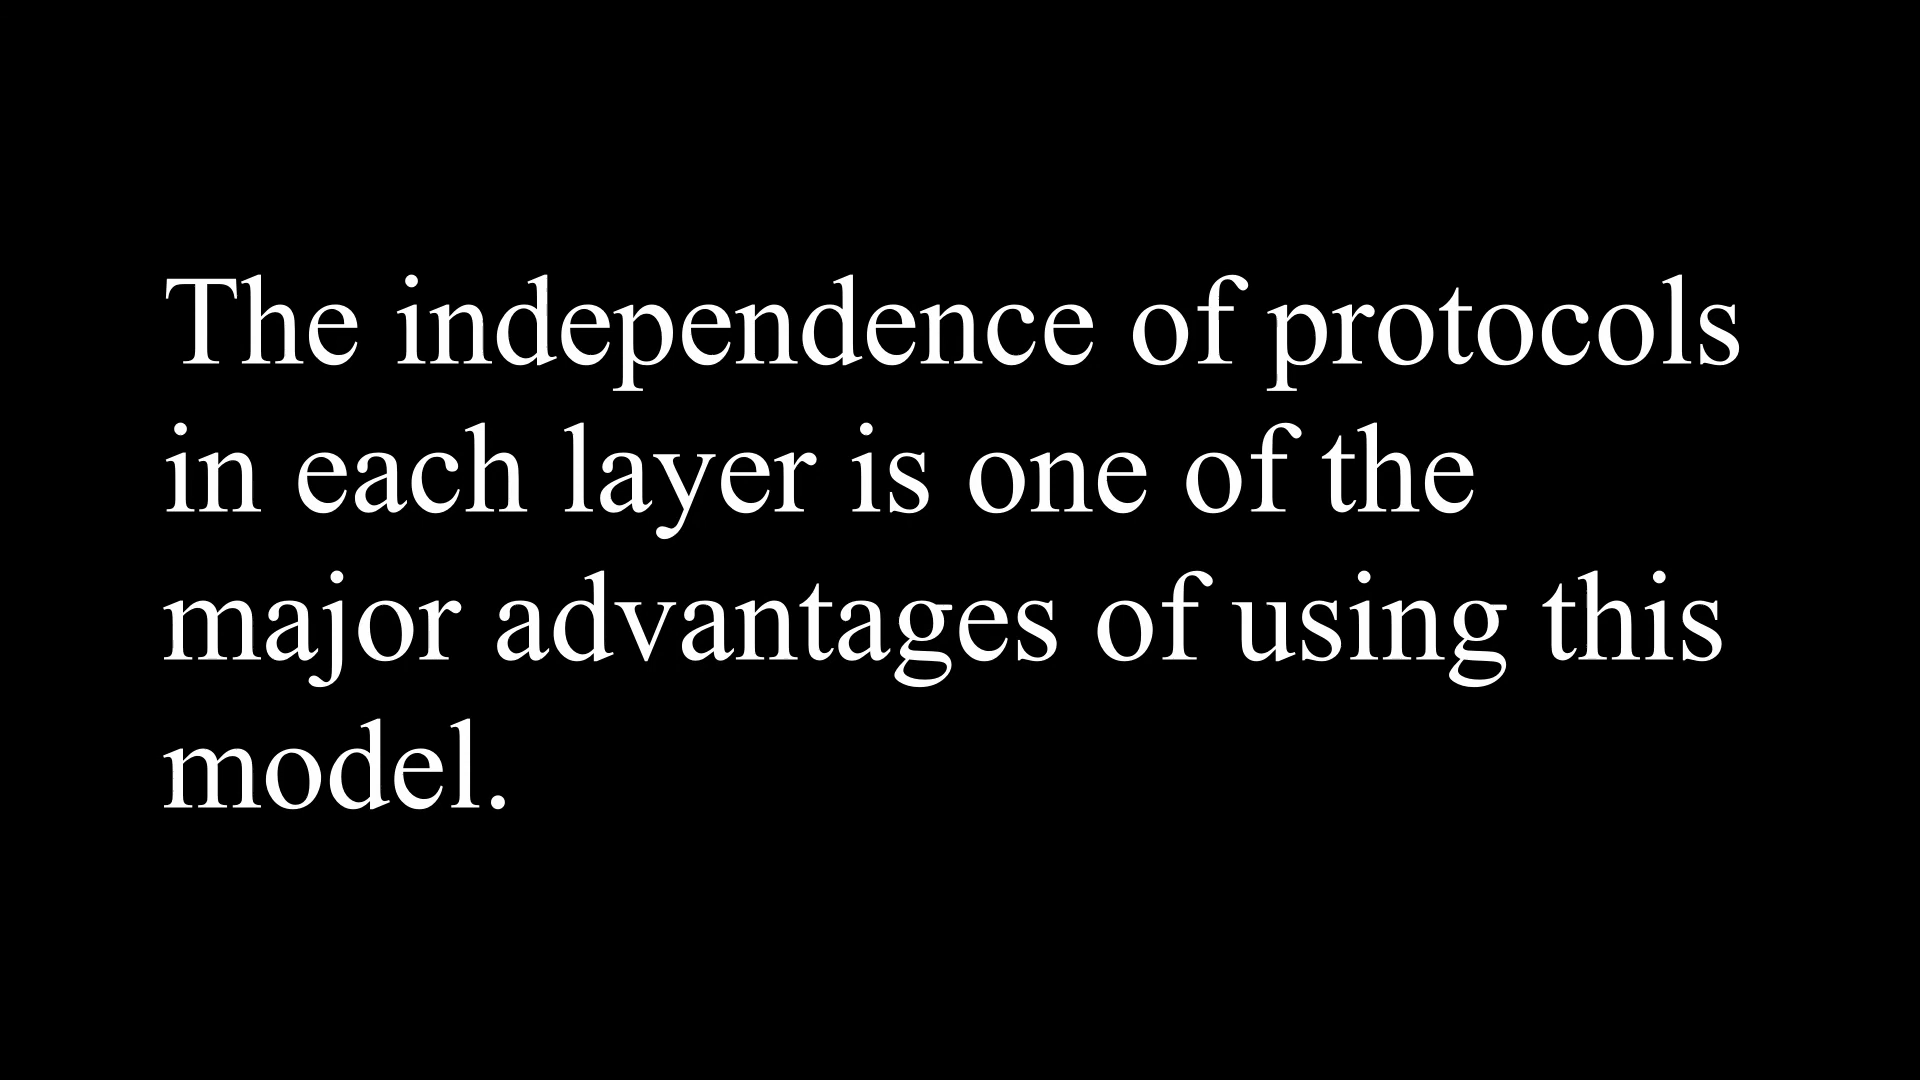 The independence of protocols
in each layer is one of the
major advantages of using this
model.